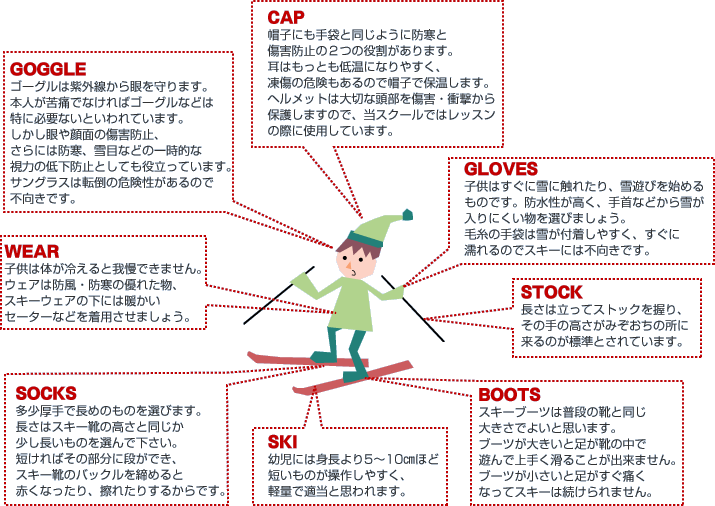 CAP
帽子にも手袋と同じように防寒と
傷害防止の２つの役割があります。
耳はもっとも低温になりやすく、
凍傷の危険もあるので帽子で保温します。
ヘルメットは大切な頭部を傷害・衝撃から
保護しますので、当スクールではレッスン
の際に使用しています。
GOGGLE
ゴーグルは紫外線から眼を守ります。
本人が苦痛でなければゴーグルなどは
特に必要ないといわれています。
しかし眼や顔面の傷害防止、
さらには防寒、雪目などの一時的な
視力の低下防止としても役立っています。
サングラスは転倒の危険性があるので
不向きです。
GLOVES
子供はすぐに雪に触れたり、雪遊びを始める
ものです。防水性が高く、手首などから雪が
入りにくい物を選びましょう。
毛糸の手袋は雪が付着しやすく、すぐに
濡れるのでスキーには不向きです。
WEAR
子供は体が冷えると我慢できません。
ウェアは防風・防寒の優れた物、
スキーウェアの下には暖かい
セーターなどを着用させましょう。
STOCK
長さは立ってストックを握り、
その手の高さがみぞおちの所に
来るのが標準とされています。
SOCKS
多少厚手で長めのものを選びます。
長さはスキー靴の高さと同じか
少し長いものを選んで下さい。
短ければその部分に段ができ、
スキー靴のバックルを締めると
赤くなったり、擦れたりするからです。
SKI
幼児には身長より5〜10㎝ほど
短いものが操作しやすく、
軽量で適当と思われます。
BOOTS
スキーブーツは普段の靴と同じ
大きさでよいと思います。
ブーツが大きいと足が靴の中で
遊んで上手く滑ることが出来ません。
ブーツが小さいと足がすぐ痛く
なってスキーは続けられません。